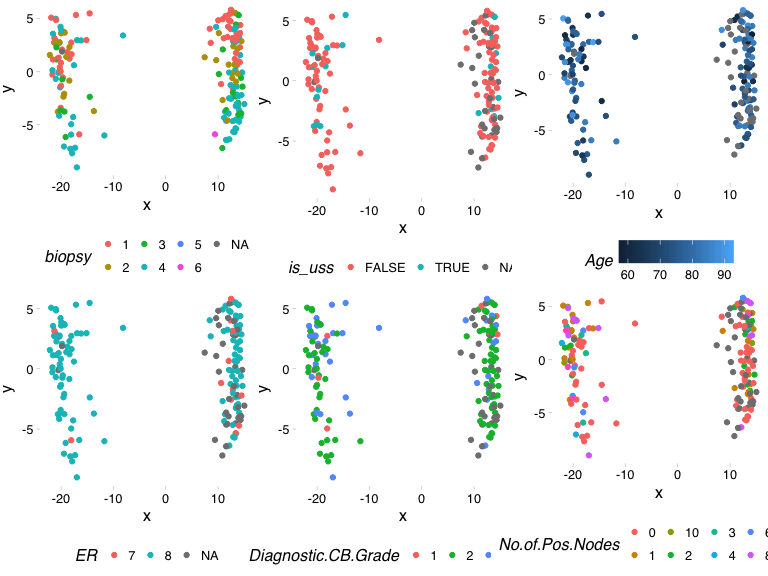 5
0
-5
y
-20 -10 0 10
x
5
0
-5
y
-20 -10 0 10
x
5
0
-5
y
-20 -10 0 10
x
biopsy 1 3 5 NA
2 4 6
is_uss FALSE TRUE NA
Age 60 70 80 90
5
0
-5
y
-20 -10 0 10
x
5
0
-5
y
-20 -10 0 10
x
5
0
-5
y
-20 -10 0 10
x
ER 7 8 NA
Diagnostic.CB.Grade 1 2
No.of.Pos.Nodes 0 10 3 6
1 2 4 8